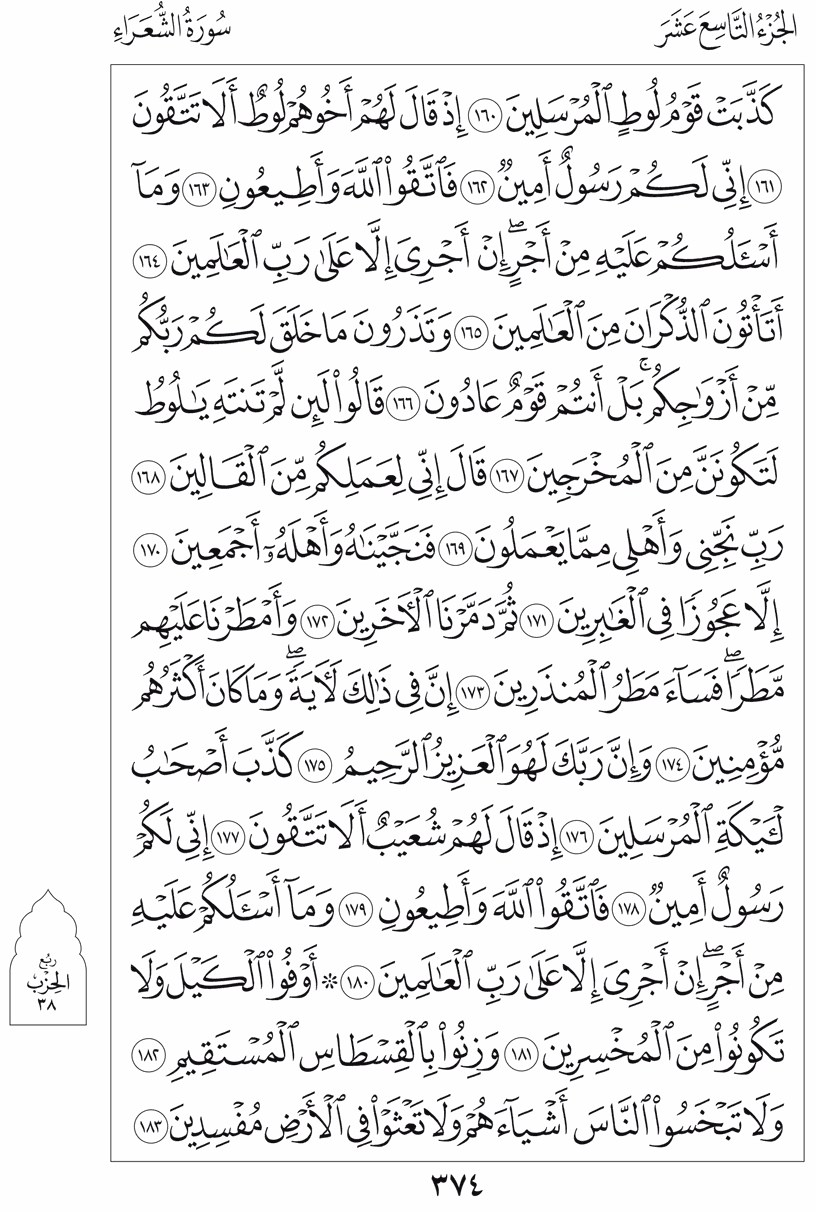 الجُزْءُ التَّاسِعَ عَشَرَ
سُورَةُ الشُّعَرَاءِ
كَذَّبَتْ قَوْمُ لُوطٍ ٱلْمُرْسَلِينَ ١٦٠ إِذْ قَالَ لَهُمْ أَخُوهُمْ لُوطٌ أَلَا تَتَّقُونَ
١٦١ إِنِّى لَكُمْ رَسُولٌ أَمِينٌ ١٦٢ فَٱتَّقُوا۟ ٱللَّهَ وَأَطِيعُونِ ١٦٣ وَمَآ
أَسْـَٔلُكُمْ عَلَيْهِ مِنْ أَجْرٍ ۖ إِنْ أَجْرِىَ إِلَّا عَلَىٰ رَبِّ ٱلْعَـٰلَمِينَ ١٦٤
أَتَأْتُونَ ٱلذُّكْرَانَ مِنَ ٱلْعَـٰلَمِينَ ١٦٥ وَتَذَرُونَ مَا خَلَقَ لَكُمْ رَبُّكُم
مِّنْ أَزْوَٰجِكُم ۚ بَلْ أَنتُمْ قَوْمٌ عَادُونَ ١٦٦ قَالُوا۟ لَئِن لَّمْ تَنتَهِ يَـٰلُوطُ
لَتَكُونَنَّ مِنَ ٱلْمُخْرَجِينَ ١٦٧ قَالَ إِنِّى لِعَمَلِكُم مِّنَ ٱلْقَالِينَ ١٦٨
رَبِّ نَجِّنِى وَأَهْلِى مِمَّا يَعْمَلُونَ ١٦٩ فَنَجَّيْنَـٰهُ وَأَهْلَهُۥٓ أَجْمَعِينَ ١٧٠
إِلَّا عَجُوزًا فِى ٱلْغَـٰبِرِينَ ١٧١ ثُمَّ دَمَّرْنَا ٱلْـَٔاخَرِينَ ١٧٢ وَأَمْطَرْنَا عَلَيْهِم
مَّطَرًا ۖ فَسَآءَ مَطَرُ ٱلْمُنذَرِينَ ١٧٣ إِنَّ فِى ذَٰلِكَ لَـَٔايَةً ۖ وَمَا كَانَ أَكْثَرُهُم
مُّؤْمِنِينَ ١٧٤ وَإِنَّ رَبَّكَ لَهُوَ ٱلْعَزِيزُ ٱلرَّحِيمُ ١٧٥ كَذَّبَ أَصْحَـٰبُ
لْـَٔيْكَةِ ٱلْمُرْسَلِينَ ١٧٦ إِذْ قَالَ لَهُمْ شُعَيْبٌ أَلَا تَتَّقُونَ ١٧٧ إِنِّى لَكُمْ
رَسُولٌ أَمِينٌ ١٧٨ فَٱتَّقُوا۟ ٱللَّهَ وَأَطِيعُونِ ١٧٩ وَمَآ أَسْـَٔلُكُمْ عَلَيْهِ
مِنْ أَجْرٍ ۖ إِنْ أَجْرِىَ إِلَّا عَلَىٰ رَبِّ ٱلْعَـٰلَمِينَ ١٨٠ * أَوْفُوا۟ ٱلْكَيْلَ وَلَا
تَكُونُوا۟ مِنَ ٱلْمُخْسِرِينَ ١٨١ وَزِنُوا۟ بِٱلْقِسْطَاسِ ٱلْمُسْتَقِيمِ ١٨٢
وَلَا تَبْخَسُوا۟ ٱلنَّاسَ أَشْيَآءَهُمْ وَلَا تَعْثَوْا۟ فِى ٱلْأَرْضِ مُفْسِدِينَ ١٨٣
رُبع
الحِزْب
٣٨
٣٧٤